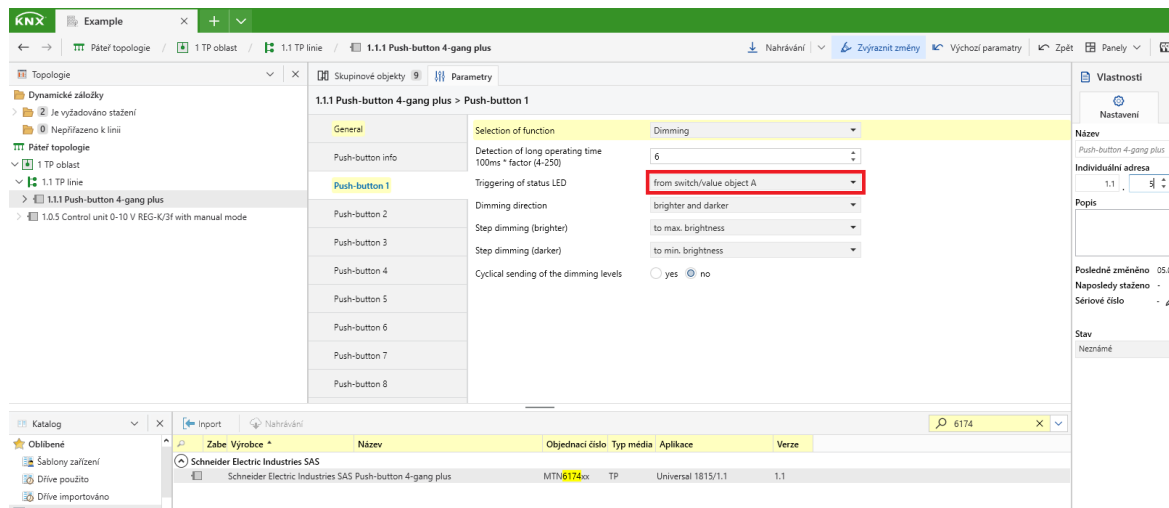 KNX Example
Páteř topologie / 1 TP oblast / 1.1 TP linie / 1.1.1 Push-button 4-gang plus Nahrávání Zvýraznit změny Výchozí parametry Zpět Panely
Topologie
Dynamické záložky
2 Je vyžadováno stažení
0 Nepřiřazeno k linii
Páteř topologie
1 TP oblast
1.1 TP linie
1.1.1 Push-button 4-gang plus
1.0.5 Control unit 0-10 V REG-K/3f with manual mode
Skupinové objekty 9 Parametry
1.1.1 Push-button 4-gang plus > Push-button 1
General
Push-button info
Push-button 1
Push-button 2
Push-button 3
Push-button 4
Push-button 5
Push-button 6
Push-button 7
Push-button 8
Selection of function Dimming
Detection of long operating time
100ms * factor (4-250) 6
Triggering of status LED from switch/value object A
Dimming direction brighter and darker
Step dimming (brighter) to max. brightness
Step dimming (darker) to min. brightness
Cyclical sending of the dimming levels yes no
Vlastnosti
Nastavení
Název
Push-button 4-gang plus
Individuální adresa
1.1 . 5
Popis
Posledně změněno 05.
Naposledy staženo -
Sériové číslo -
Stav
Neznámé
Katalog
Oblíbené
Šablony zařízení
Dříve použito
Dříve importováno
Inport Nahrávání 6174
Zabe Výrobce Název Objednací číslo Typ média Aplikace Verze
Schneider Electric Industries SAS
Schneider Electric Industries SAS Push-button 4-gang plus MTN6174xx TP Universal 1815/1.1 1.1